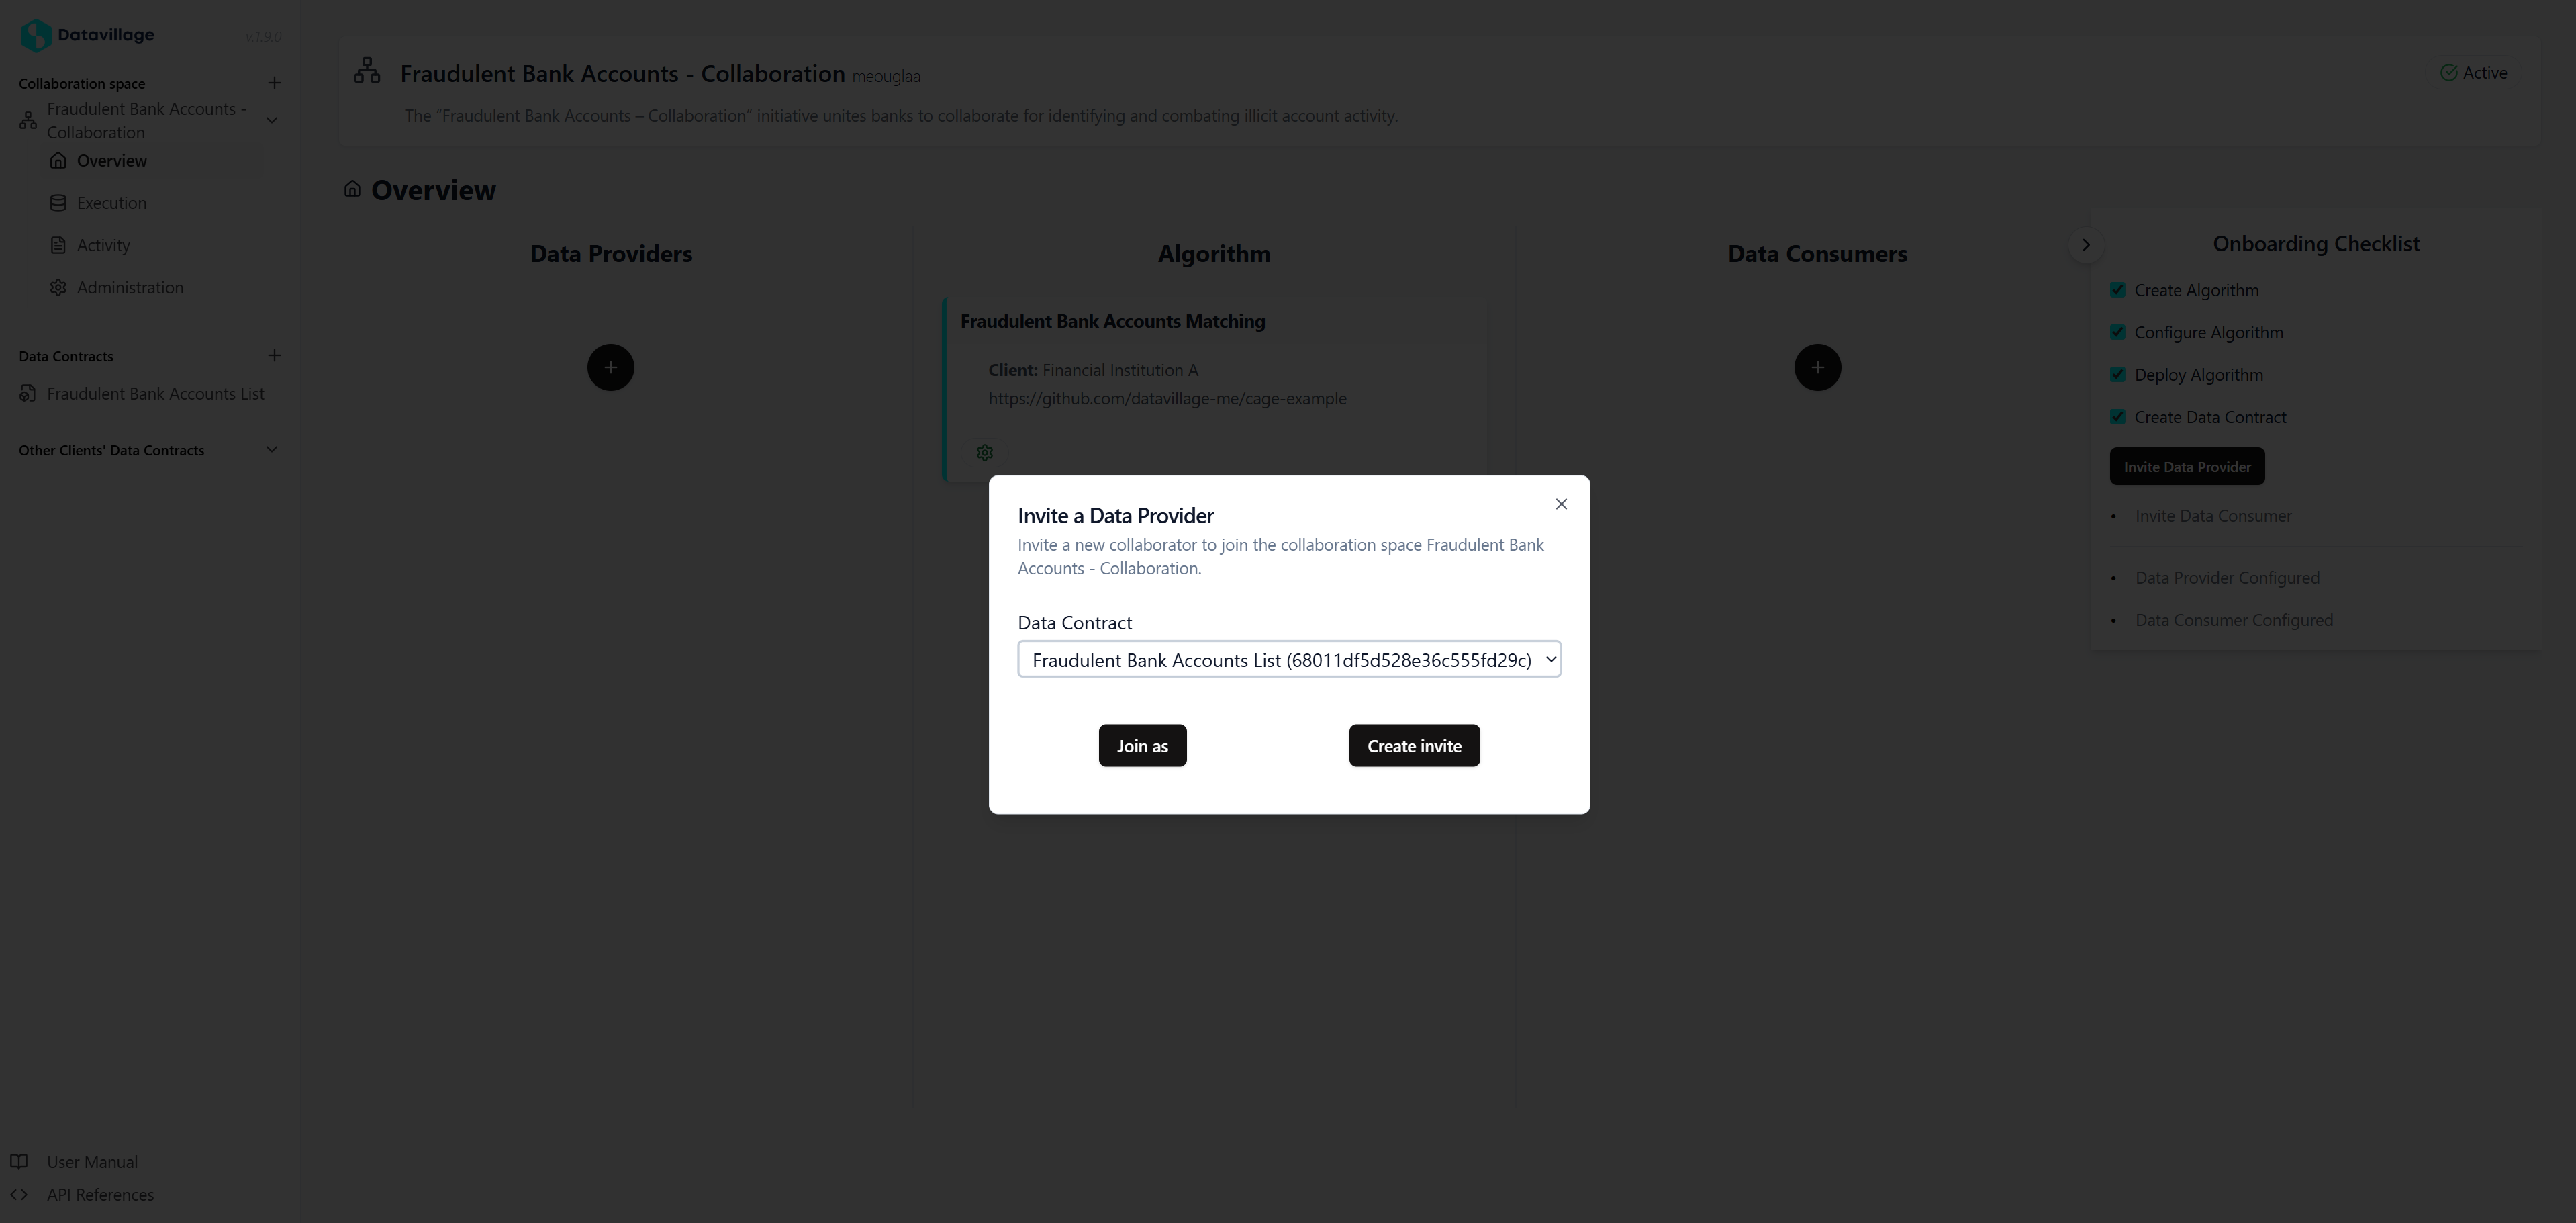 Datavillage
v.1.9.0
Collaboration space
Fraudulent Bank Accounts -
Collaboration
Overview
Execution
Activity
Administration
Data Contracts
Fraudulent Bank Accounts List
Other Clients' Data Contracts
User Manual
API References
Fraudulent Bank Accounts - Collaboration meouglaa
Active
The “Fraudulent Bank Accounts – Collaboration” initiative unites banks to collaborate for identifying and combating illicit account activity.
Overview
Data Providers
Algorithm
Fraudulent Bank Accounts Matching
Client: Financial Institution A
https://github.com/datavillage-me/cage-example
Data Consumers
Onboarding Checklist
Create Algorithm
Configure Algorithm
Deploy Algorithm
Create Data Contract
Invite Data Provider
• Invite Data Consumer
• Data Provider Configured
• Data Consumer Configured
Invite a Data Provider
Invite a new collaborator to join the collaboration space Fraudulent Bank
Accounts - Collaboration.
Data Contract
Fraudulent Bank Accounts List (68011df5d528e36c555fd29c)
Join as
Create invite